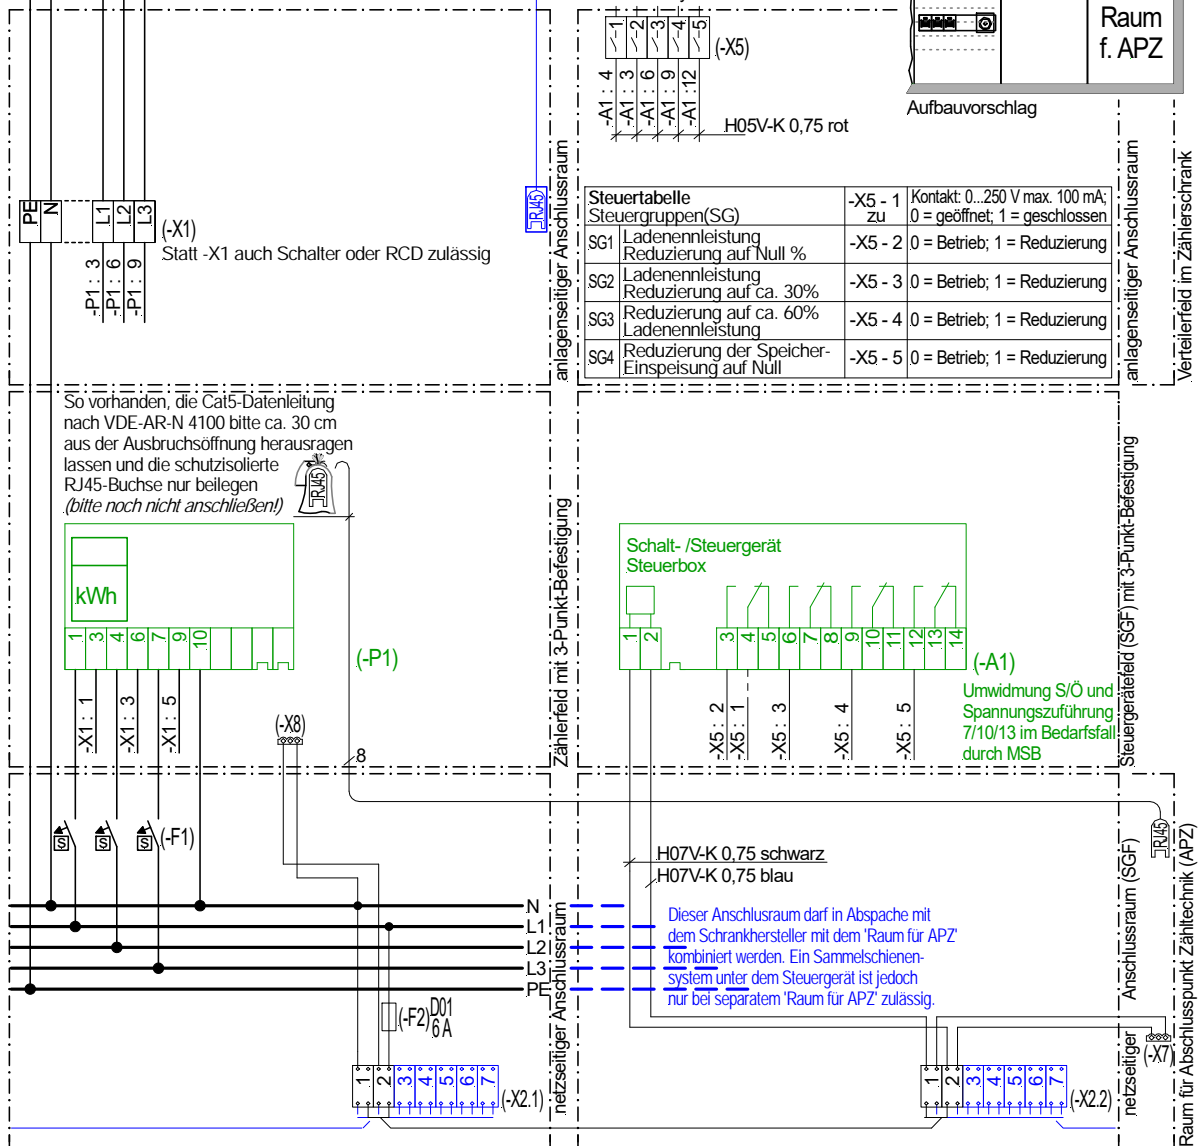 1
2
3
4
5
(-X5)
-A1 : 4
-A1 : 3
-A1 : 6
-A1 : 9
-A1 :12
H05V-K 0,75 rot
Raum
f. APZ
Aufbauvorschlag
PE
N
L1
L2
L3
(-X1)
Statt -X1 auch Schalter oder RCD zulässig
-P1 : 3
-P1 : 6
-P1 : 9
RJ45
anlagenseitiger Anschlussraum
Steuertabelle
Steuergruppen(SG)
-X5 - 1
zu
Kontakt: 0...250 V max. 100 mA;
0 = geöffnet; 1 = geschlossen
SG1
Ladenennleistung
Reduzierung auf Null %
-X5 - 2
0 = Betrieb; 1 = Reduzierung
SG2
Ladenennleistung
Reduzierung auf ca. 30%
-X5 - 3
0 = Betrieb; 1 = Reduzierung
SG3
Reduzierung auf ca. 60%
Ladenennleistung
-X5 - 4
0 = Betrieb; 1 = Reduzierung
SG4
Reduzierung der Speicher-
Einspeisung auf Null
-X5 - 5
0 = Betrieb; 1 = Reduzierung
anlagenseitiger Anschlussraum
Verteilerfeld im Zählerschrank
So vorhanden, die Cat5-Datenleitung
nach VDE-AR-N 4100 bitte ca. 30 cm
aus der Ausbruchsöffnung herausragen
lassen und die schutzisolierte
RJ45-Buchse nur beilegen
(bitte noch nicht anschließen!)
RJ45
kWh
1
3
4
6
7
9
10
(-P1)
-X1 : 1
-X1 : 3
-X1 : 5
(-X8)
8
Zählerfeld mit 3-Punkt-Befestigung
Schalt- /Steuergerät
Steuerbox
1
2
3
4
5
6
7
8
9
10
11
12
13
14
(-A1)
Umwidmung S/Ö und
Spannungszuführung
7/10/13 im Bedarfsfall
durch MSB
-X5 : 2
-X5 : 1
-X5 : 3
-X5 : 4
-X5 : 5
Steuergerätefeld (SGF) mit 3-Punkt-Befestigung
S
S
S
(-F1)
H07V-K 0,75 schwarz
H07V-K 0,75 blau
RJ45
N
L1
L2
L3
PE
Dieser Anschlusraum darf in Abspache mit
dem Schrankhersteller mit dem 'Raum für APZ'
kombiniert werden. Ein Sammelschienen-
system unter dem Steuergerät ist jedoch
nur bei separatem 'Raum für APZ' zulässig.
(-F2)
D01
6 A
1
2
3
4
5
6
7
(-X2.1)
netzseitiger Anschlussraum
1
2
3
4
5
6
7
(-X2.2)
(-X7)
netzseitiger Anschlussraum (SGF)
Raum für Abschlusspunkt Zähltechnik (APZ)